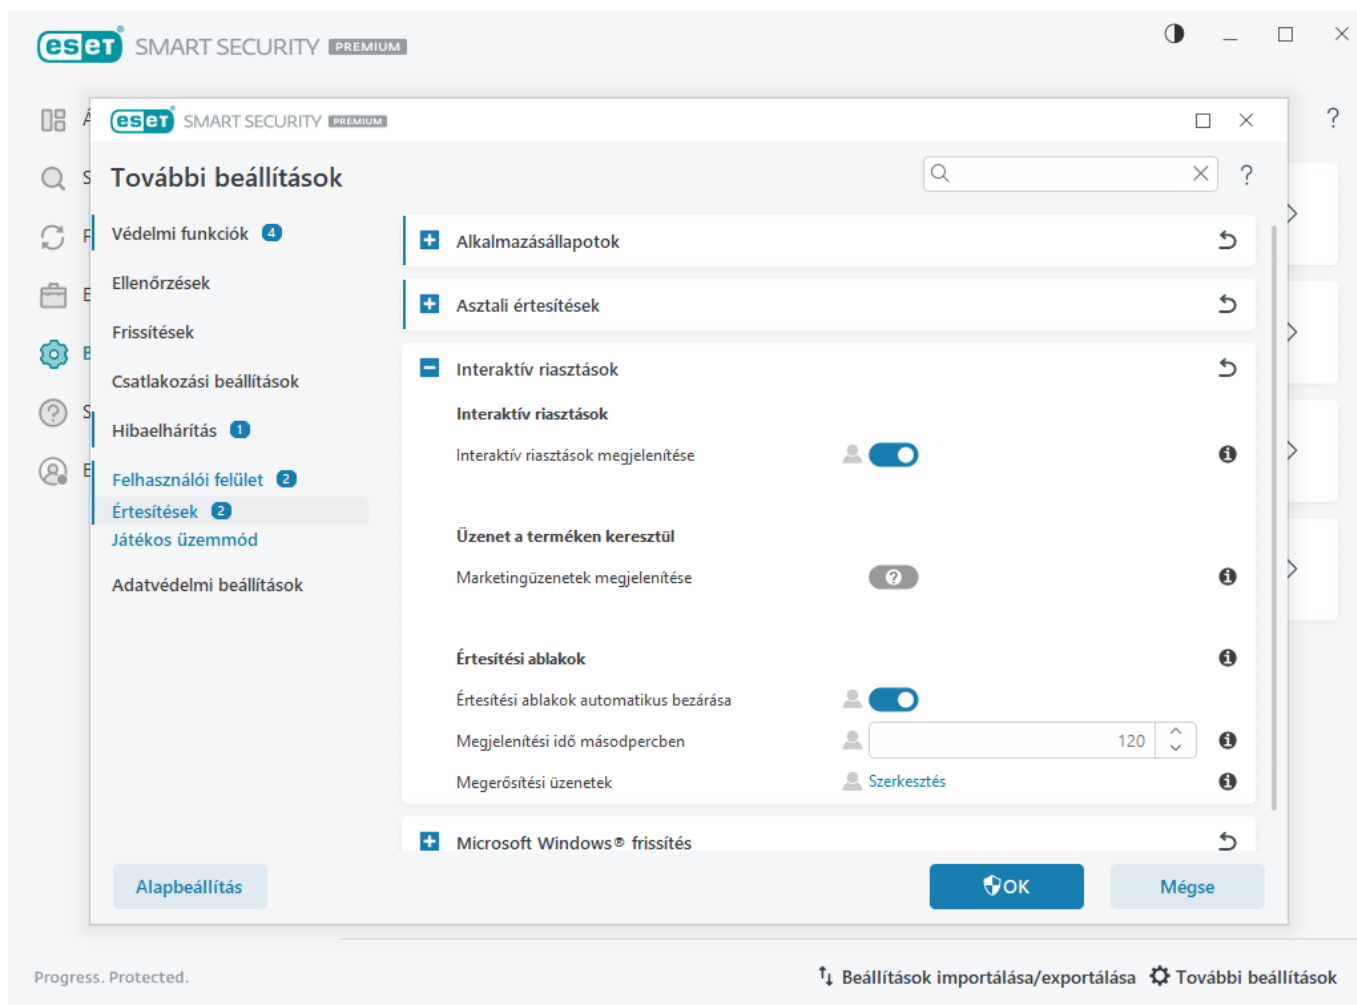 eset SMART SECURITY PREMIUM
eset SMART SECURITY PREMIUM
További beállítások
Védelmi funkciók 4
Ellenőrzések
Frissítések
Csatlakozási beállítások
Hibaelhárítás 1
Felhasználói felület 2
Értesítések 2
Játékos üzemmód
Adatvédelmi beállítások
Alkalmazásállapotok
Asztali értesítések
Interaktív riasztások
Interaktív riasztások
Interaktív riasztások megjelenítése
Üzenet a terméken keresztül
Marketingüzenetek megjelenítése
Értesítési ablakok
Értesítési ablakok automatikus bezárása
Megjelenítési idő másodpercben 120
Megerősítési üzenetek Szerkesztés
Microsoft Windows® frissítés
Alapbeállítás OK Mégse
Progress. Protected. Beállítások importálása/exportálása További beállítások